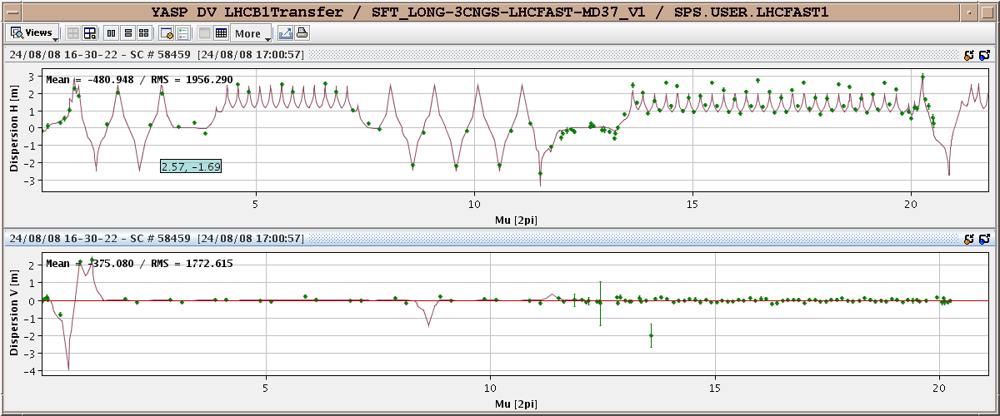 YASP DV LHCB1Transfer / SFT_LONG-3CNGS-LHCFAST-MD37_V1 / SPS.USER.LHCFAST1
Views More
24/08/08 16-30-22 - SC # 58459 [24/08/08 17:00:57]
Mean = -480.948 / RMS = 1956.290
Dispersion H [m]
3
2
1
0
-1
-2
-3
2.57, -1.69
5 10 15 20
Mu [2pi]
24/08/08 16-30-22 - SC # 58459 [24/08/08 17:00:57]
Mean = -375.080 / RMS = 1772.615
Dispersion V [m]
2
1
0
-1
-2
-3
-4
5 10 15 20
Mu [2pi]